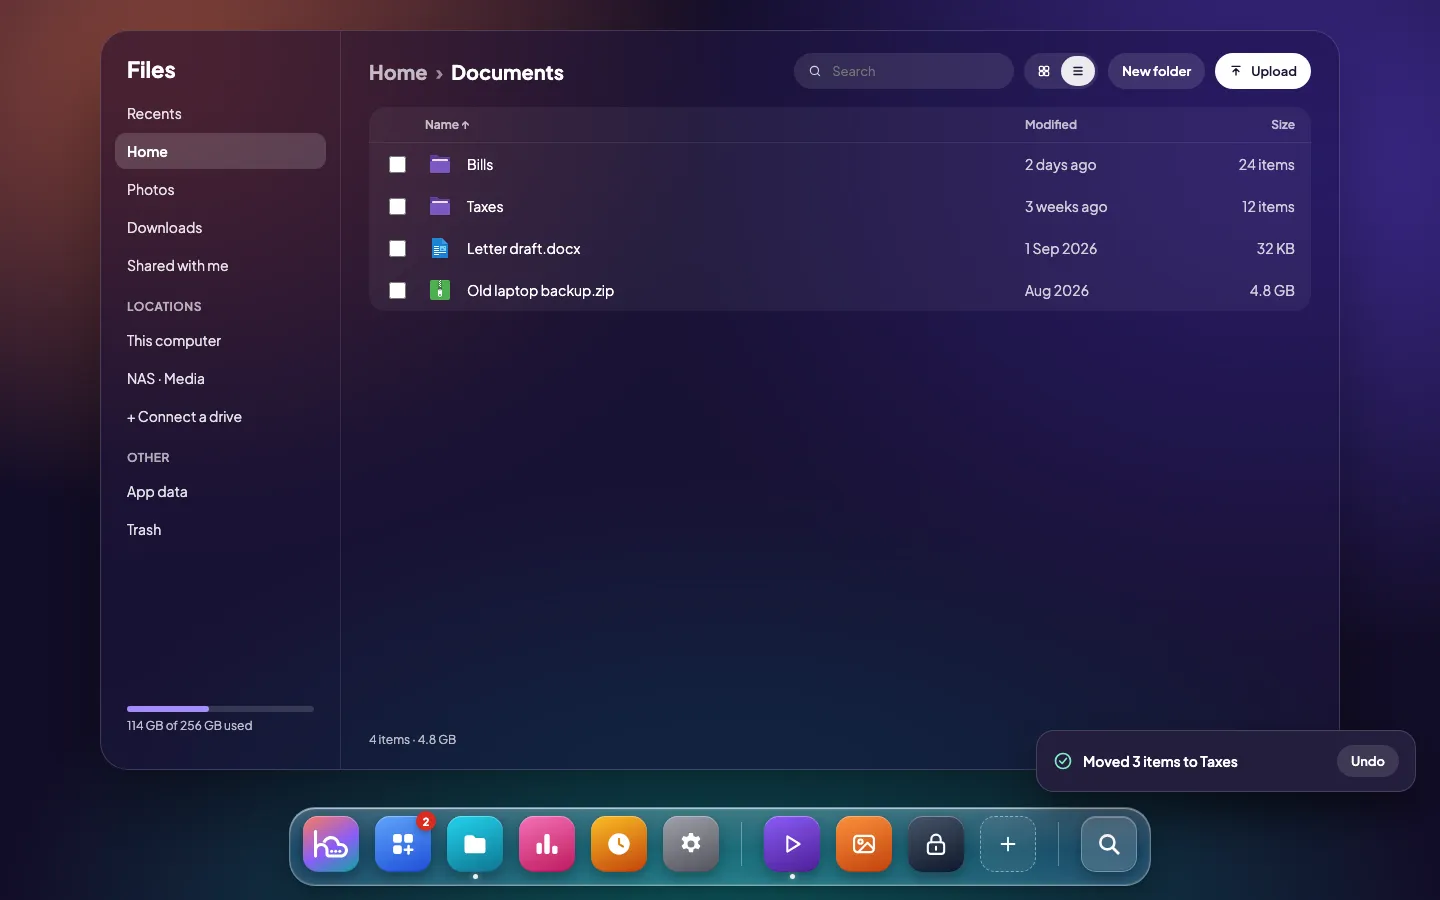 Files
Recents
Home
Photos
Downloads
Shared with me
LOCATIONS
This computer
NAS · Media
+ Connect a drive
OTHER
App data
Trash
114 GB of 256 GB used
Home › Documents
Search
New folder
Upload
Name ↑ Modified Size
Bills 2 days ago 24 items
Taxes 3 weeks ago 12 items
Letter draft.docx 1 Sep 2026 32 KB
Old laptop backup.zip Aug 2026 4.8 GB
4 items · 4.8 GB
Moved 3 items to Taxes Undo
2